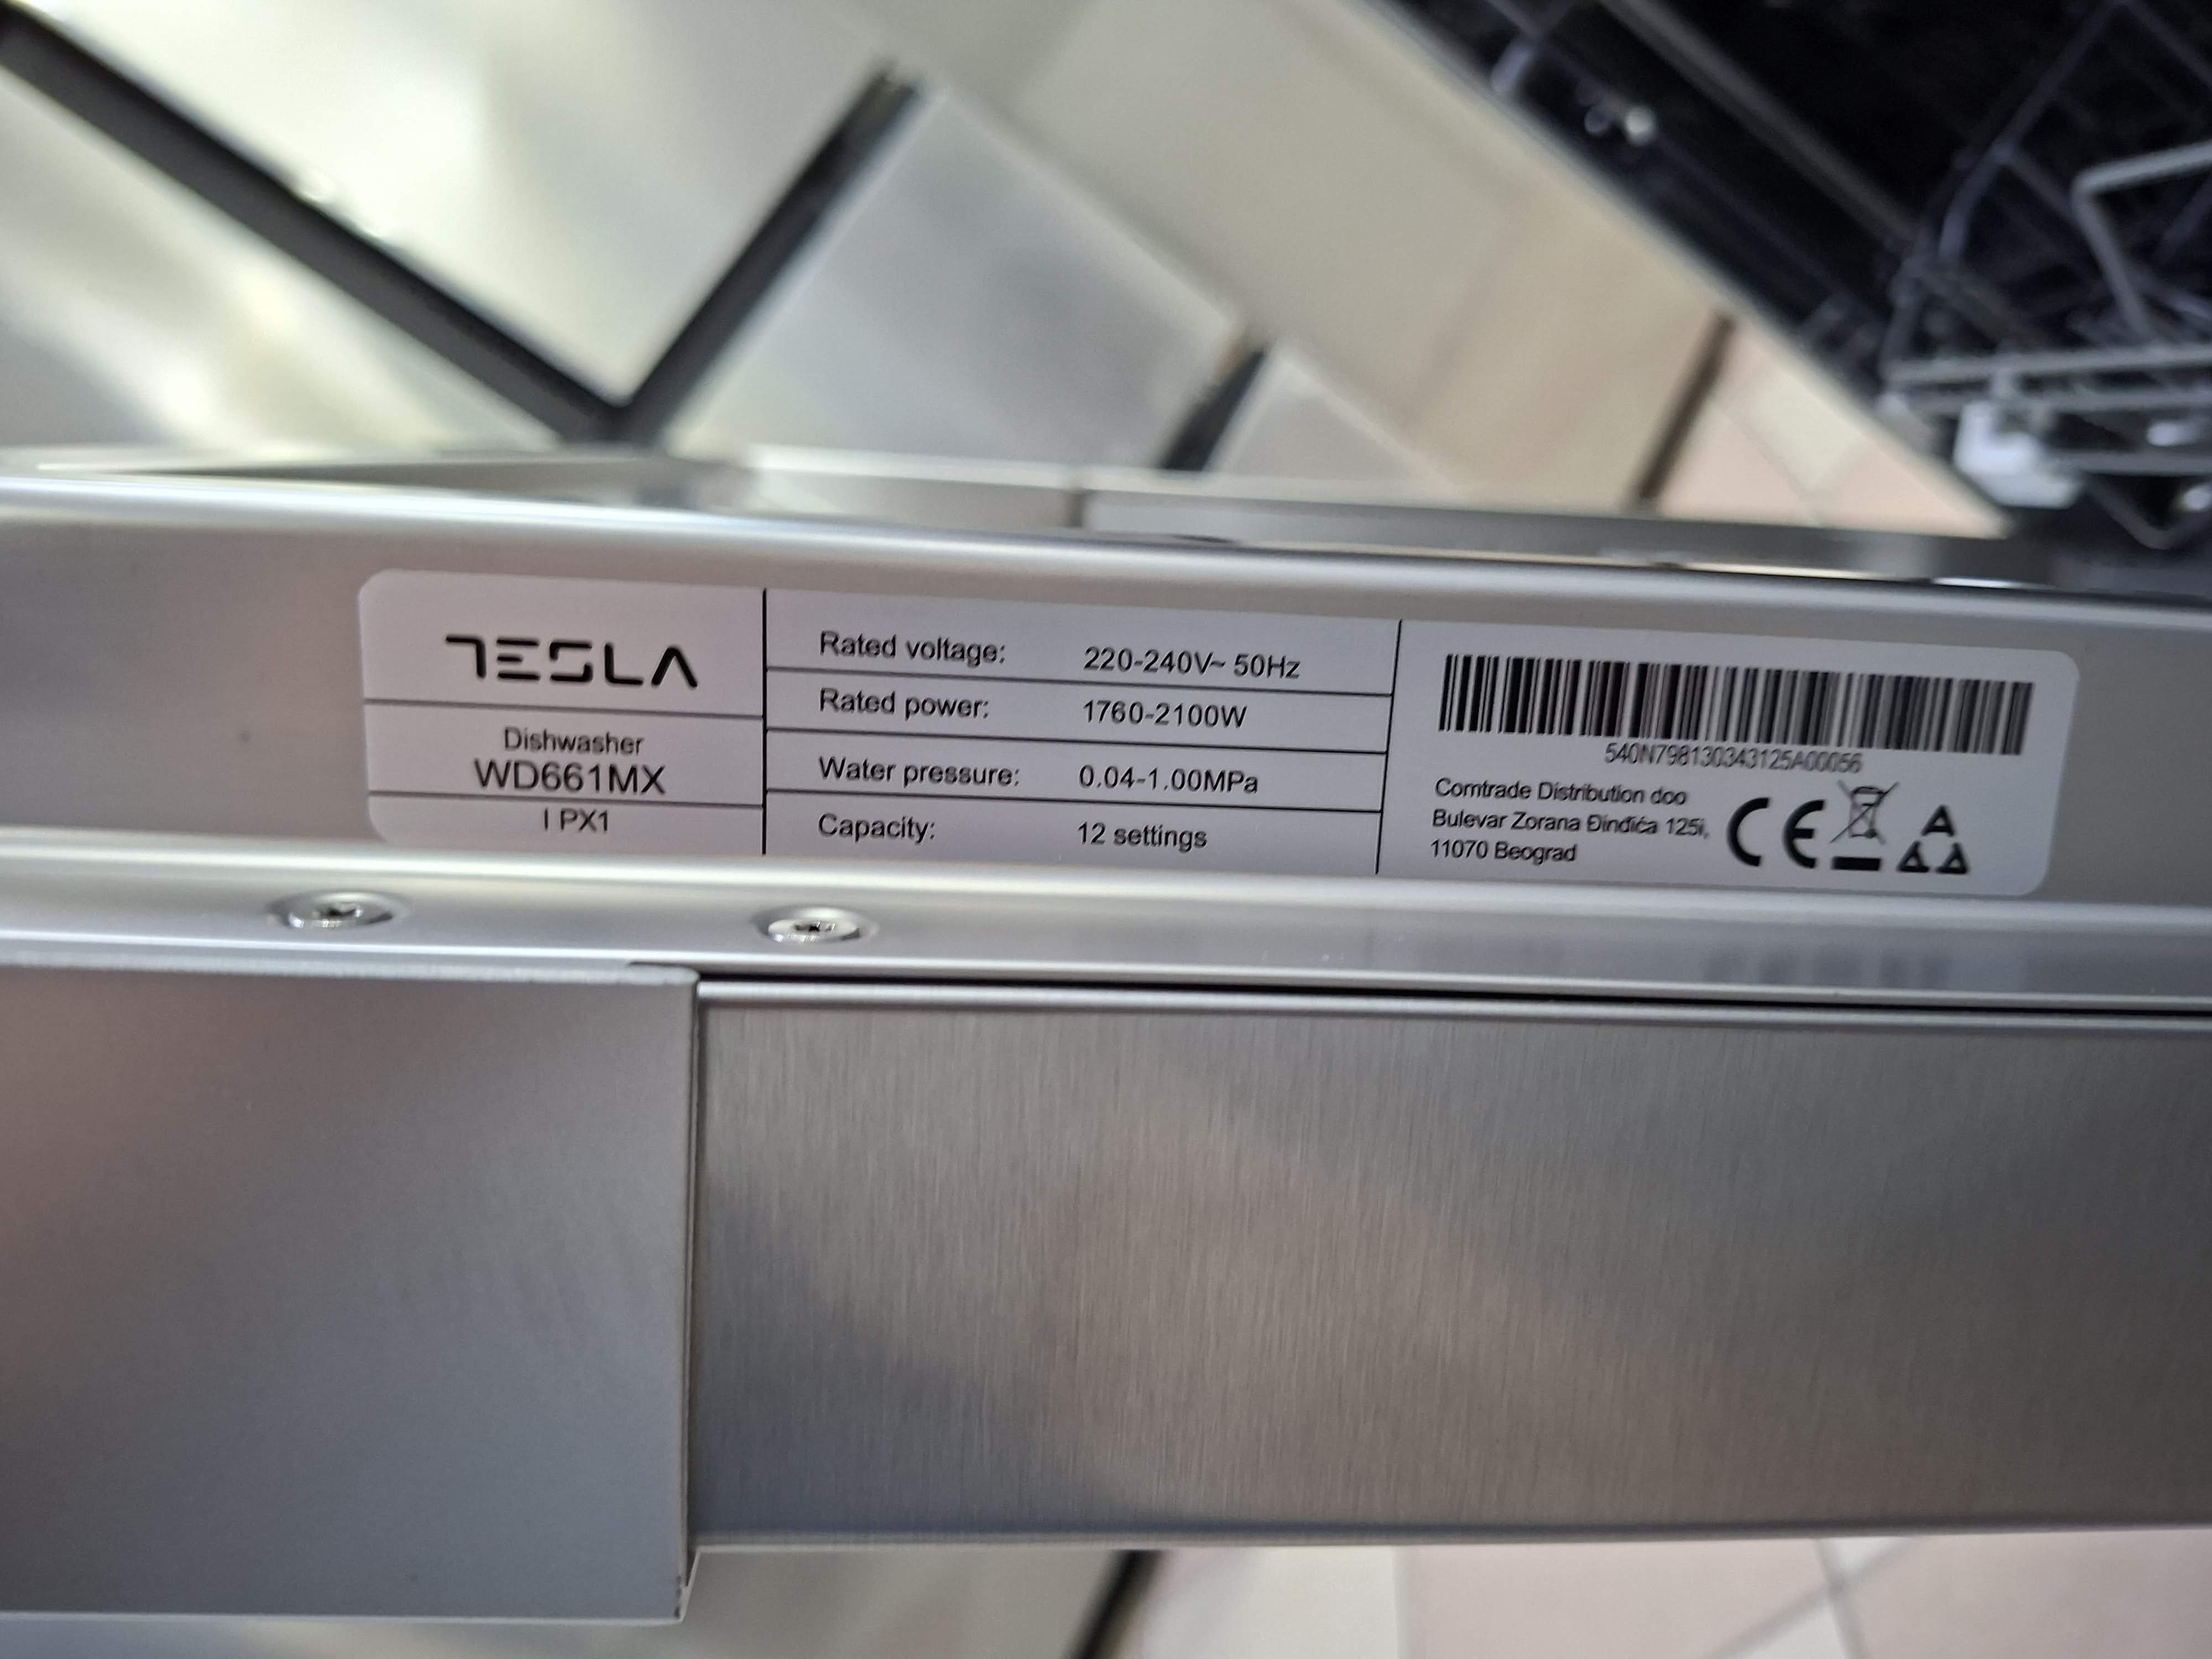 TESLA
Dishwasher
WD661MX
I PX1
Rated voltage: 220-240V~ 50Hz
Rated power: 1760-2100W
Water pressure: 0.04-1.00MPa
Capacity: 12 settings
540N798130343125A00056
Comtrade Distribution doo
Bulevar Zorana Đinđića 125i,
11070 Beograd
CE